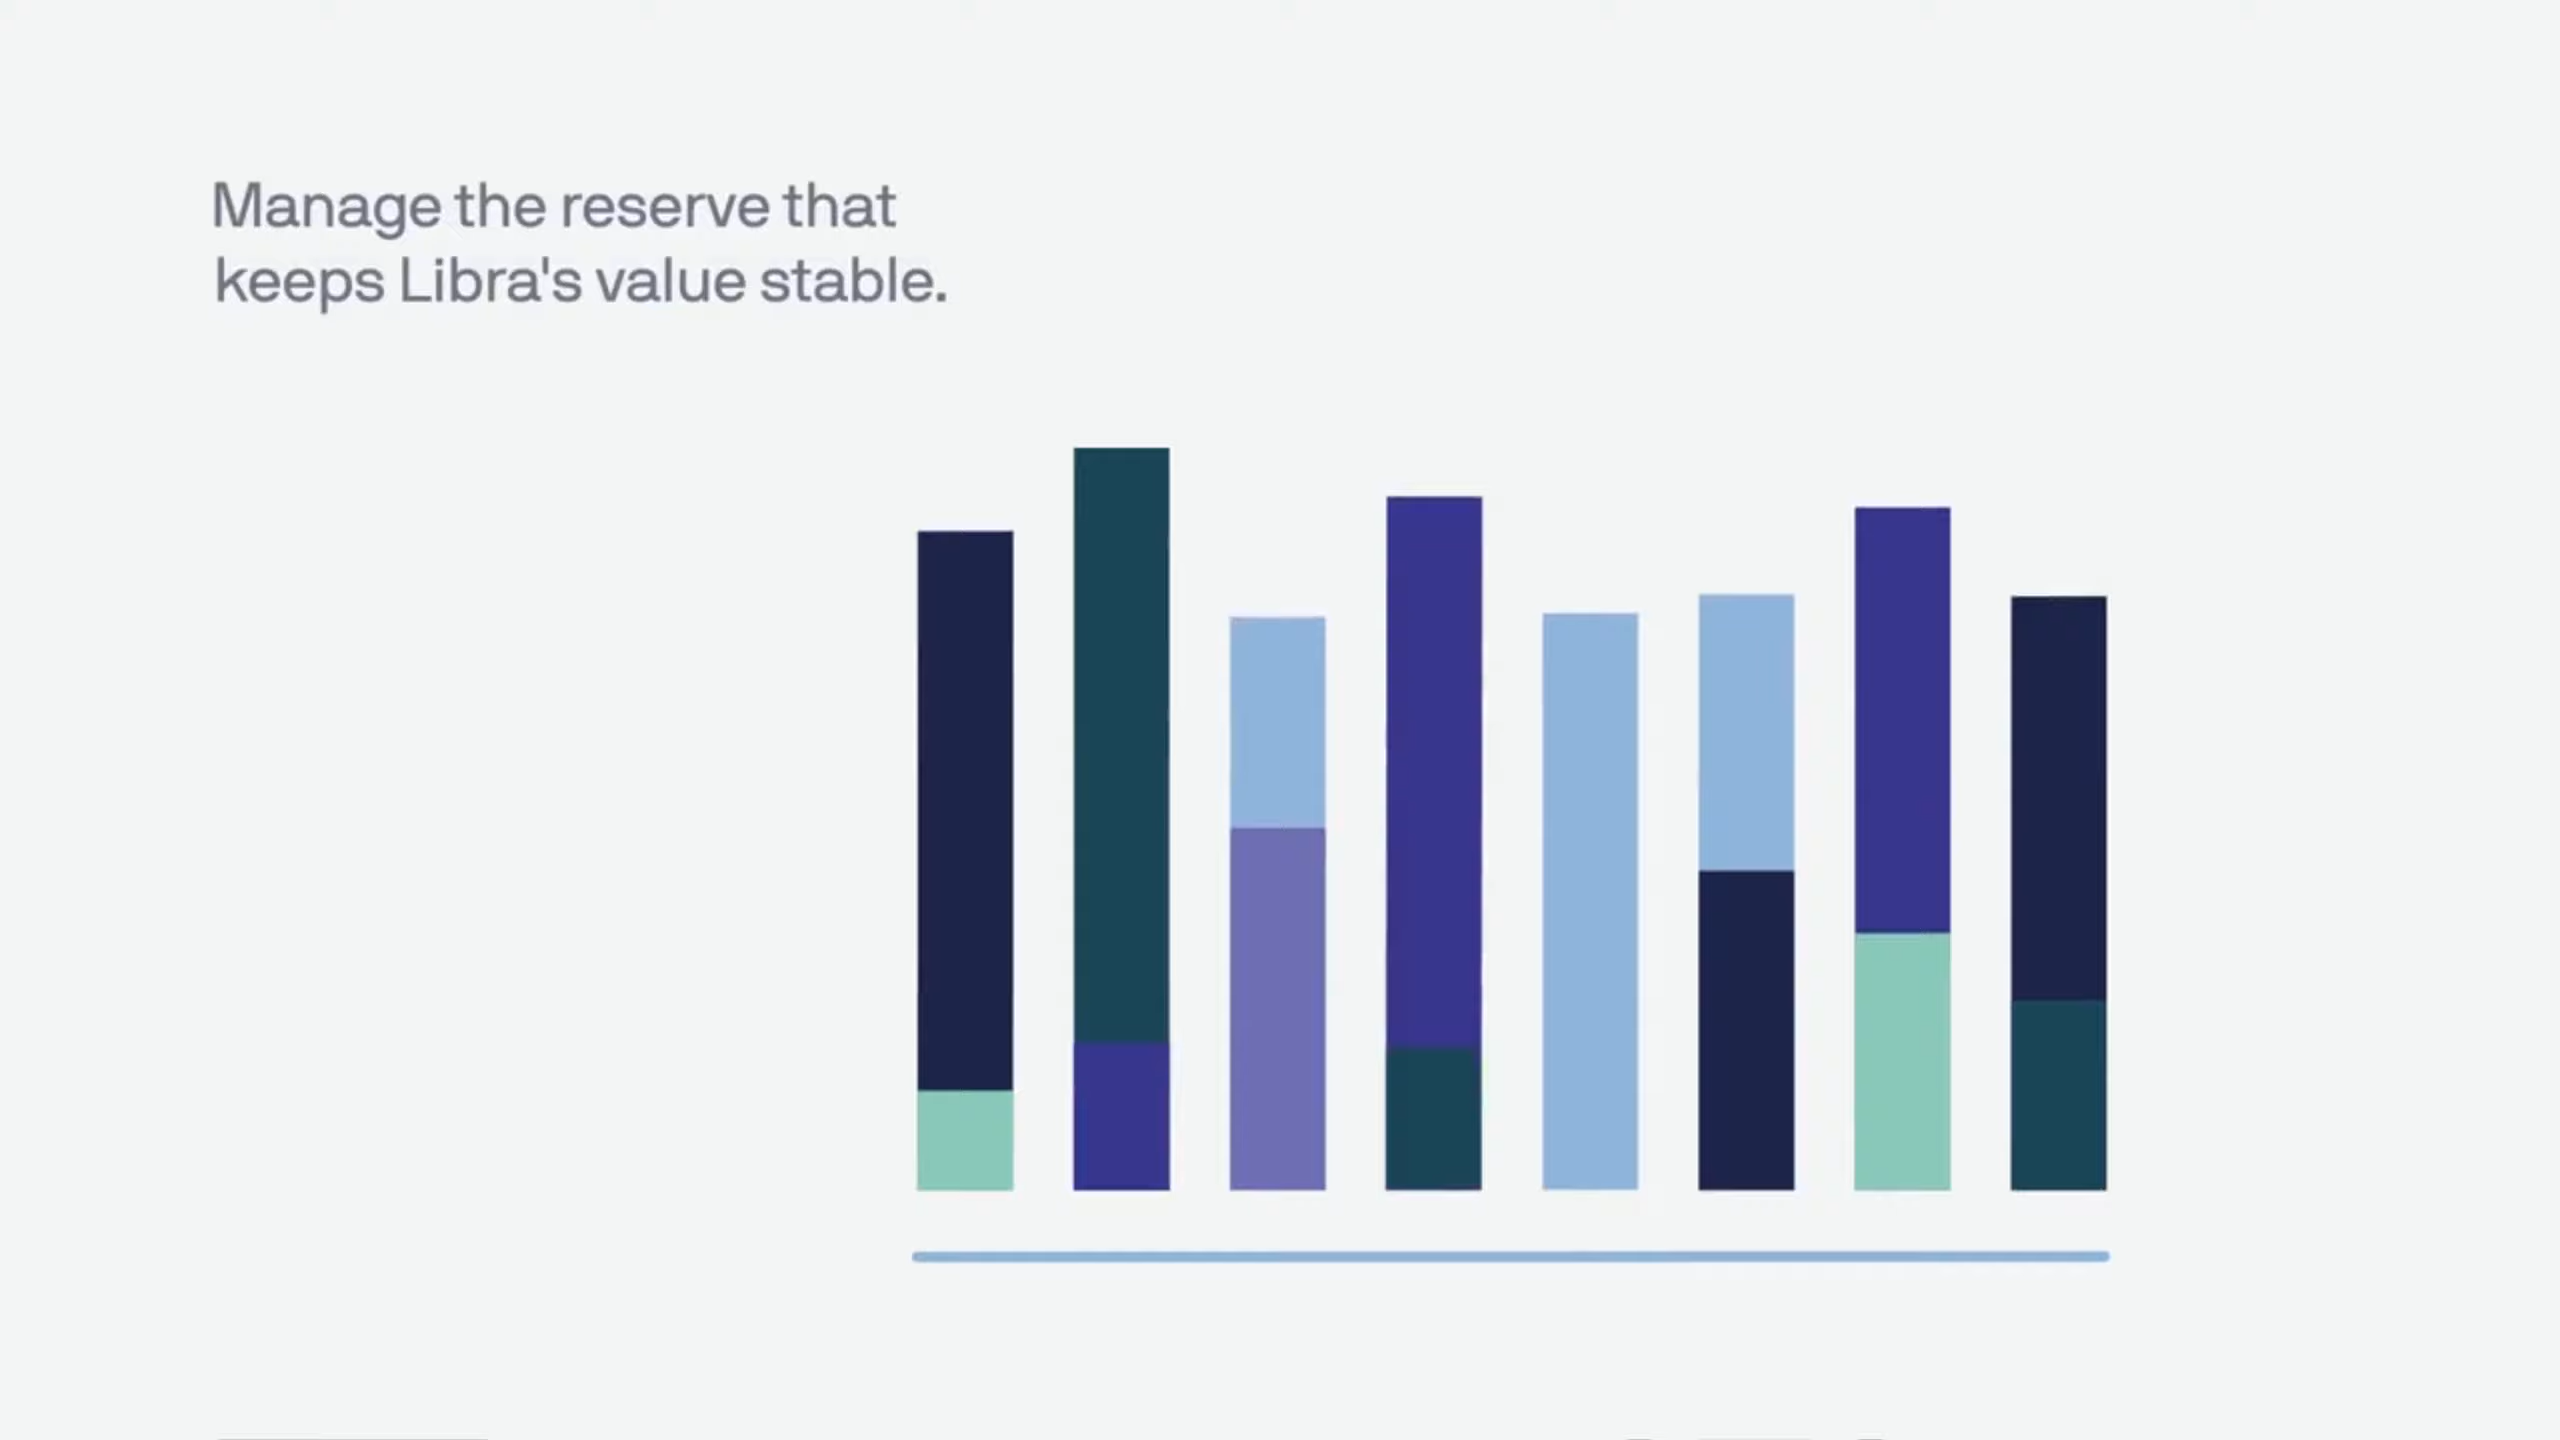 Manage the reserve that
keeps Libra's value stable.